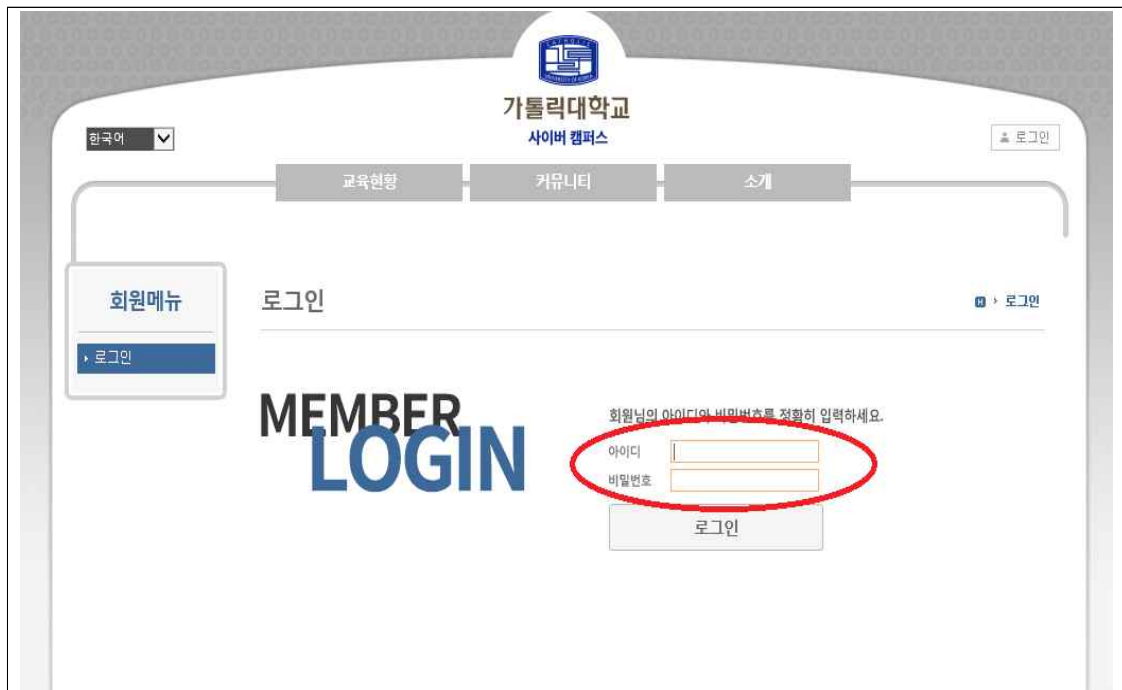 가톨릭대학교
사이버 캠퍼스
한국어
로그인
교육현황
커뮤니티
소개
회원메뉴
로그인
로그인
로그인
MEMBER
LOGIN
회원님의 아이디와 비밀번호를 정확히 입력하세요.
아이디
비밀번호
로그인